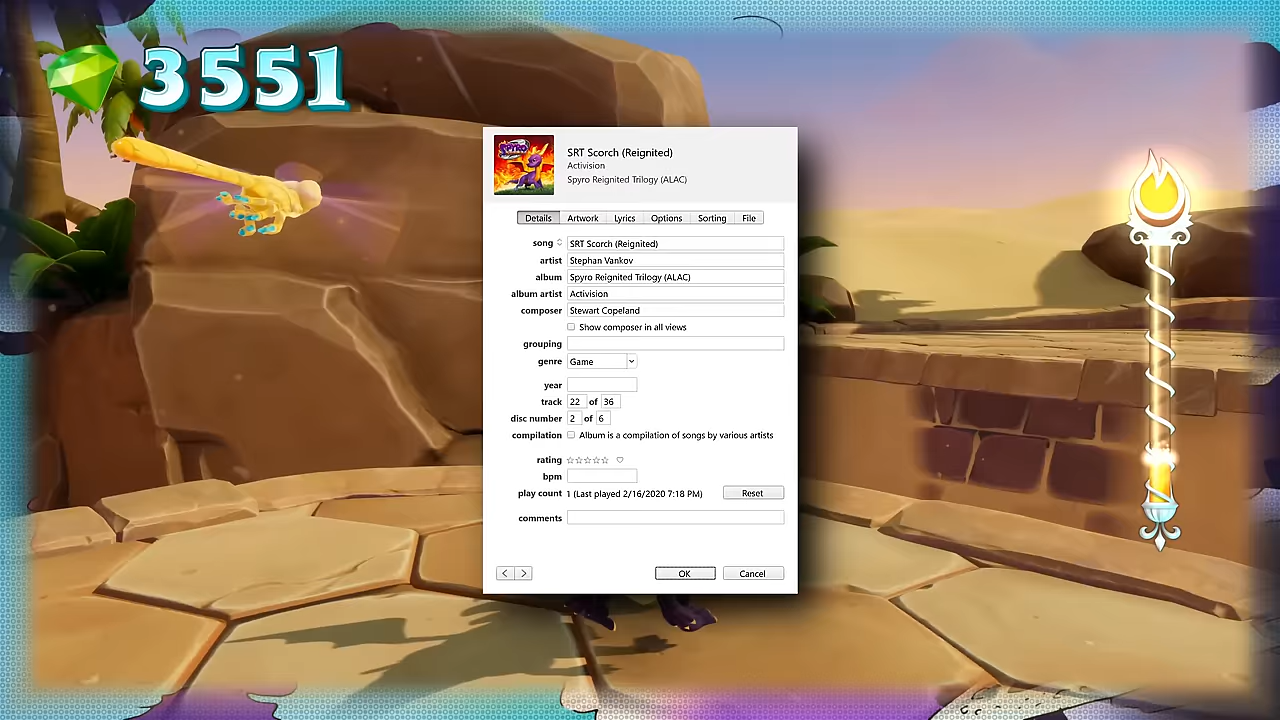 3551
SPYRO
SRT Scorch (Reignited)
Activision
Spyro Reignited Trilogy (ALAC)
Details Artwork Lyrics Options Sorting File
song SRT Scorch (Reignited)
artist Stephan Vankov
album Spyro Reignited Trilogy (ALAC)
album artist Activision
composer Stewart Copeland
Show composer in all views
grouping
genre Game
year
track 22 of 36
disc number 2 of 6
compilation Album is a compilation of songs by various artists
rating
bpm
play count 1 (Last played 2/16/2020 7:18 PM) Reset
comments
< > OK Cancel